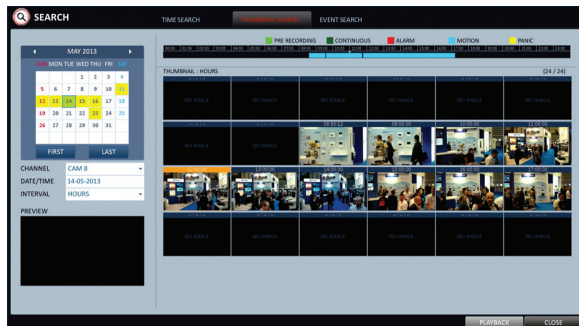 SEARCH
TIME SEARCH
THUMBNAIL SEARCH
EVENT SEARCH
PRE RECORDING
CONTINUOUS
ALARM
MOTION
PANIC
MAY 2013
SUN MON TUE WED THU FRI SAT
1 2 3 4
5 6 7 8 9 10 11
12 13 14 15 16 17 18
19 20 21 22 23 24 25
26 27 28 29 30 31
FIRST
LAST
CHANNEL CAM 8
DATE/TIME 14-05-2013
INTERVAL HOURS
PREVIEW
THUMBNAIL : HOURS
(24 / 24)
NO IMAGE NO IMAGE NO IMAGE NO IMAGE NO IMAGE NO IMAGE
08:33:12 09:00:00 10:00:00 11:00:00
NO IMAGE NO IMAGE
12:00:00 13:00:00 14:00:00 15:00:00 16:00:00 17:00:00
NO IMAGE NO IMAGE NO IMAGE NO IMAGE NO IMAGE NO IMAGE
PLAYBACK
CLOSE